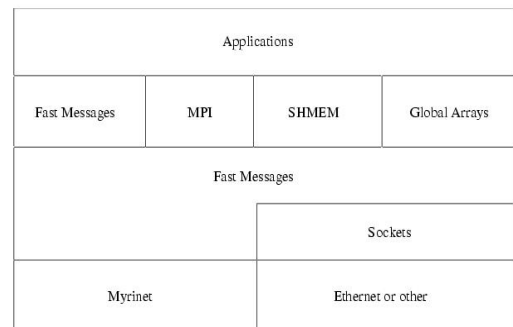 Applications
Fast Messages MPI SHMEM Global Arrays
Fast Messages
Sockets
Myrinet Ethernet or other